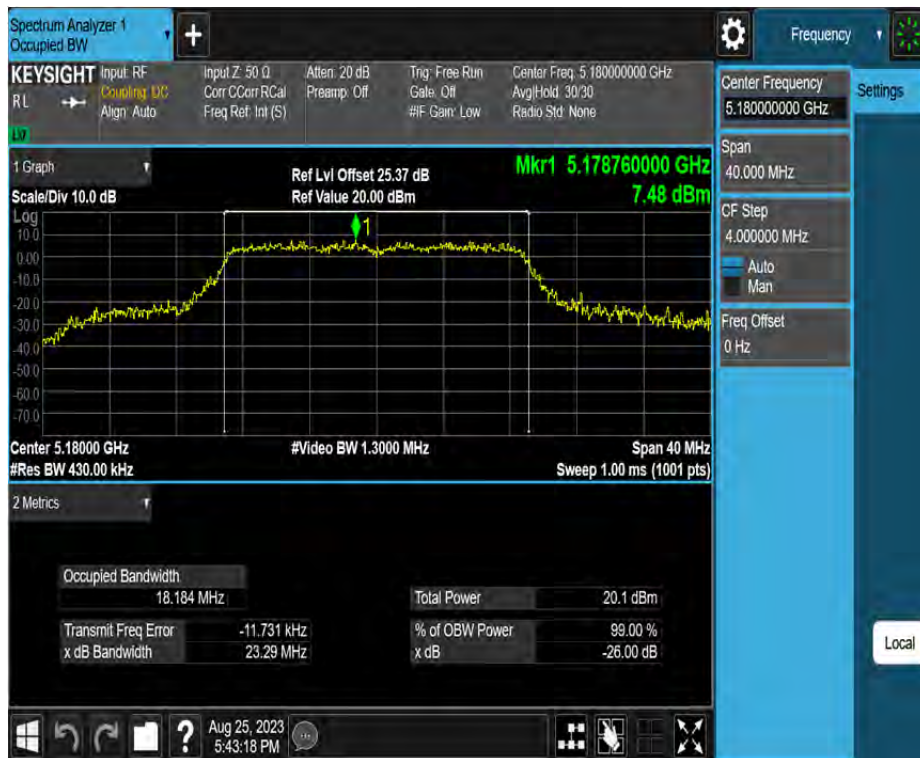 Spectrum Analyzer 1
Occupied BW
Frequency
KEYSIGHT
RL
LXI
Input: RF
Coupling: DC
Align: Auto
Input Z: 50 Ω
Corr CCorr RCal
Freq Ref: Int (S)
Atten: 20 dB
Preamp: Off
Trig: Free Run
Gate: Off
#IF Gain: Low
Center Freq: 5.180000000 GHz
Avg|Hold: 30/30
Radio Std: None
Center Frequency
5.180000000 GHz
Settings
Span
40.000 MHz
CF Step
4.000000 MHz
Auto
Man
Freq Offset
0 Hz
Local
1 Graph
Scale/Div 10.0 dB
Ref Lvl Offset 25.37 dB
Ref Value 20.00 dBm
Mkr1 5.178760000 GHz
7.48 dBm
Log
1
10.0
0.00
-10.0
-20.0
-30.0
-40.0
-50.0
-60.0
-70.0
Center 5.18000 GHz
#Video BW 1.3000 MHz
Span 40 MHz
#Res BW 430.00 kHz
Sweep 1.00 ms (1001 pts)
2 Metrics
Occupied Bandwidth
18.184 MHz
Total Power 20.1 dBm
Transmit Freq Error -11.731 kHz
% of OBW Power 99.00 %
x dB Bandwidth 23.29 MHz
x dB -26.00 dB
?
Aug 25, 2023
5:43:18 PM